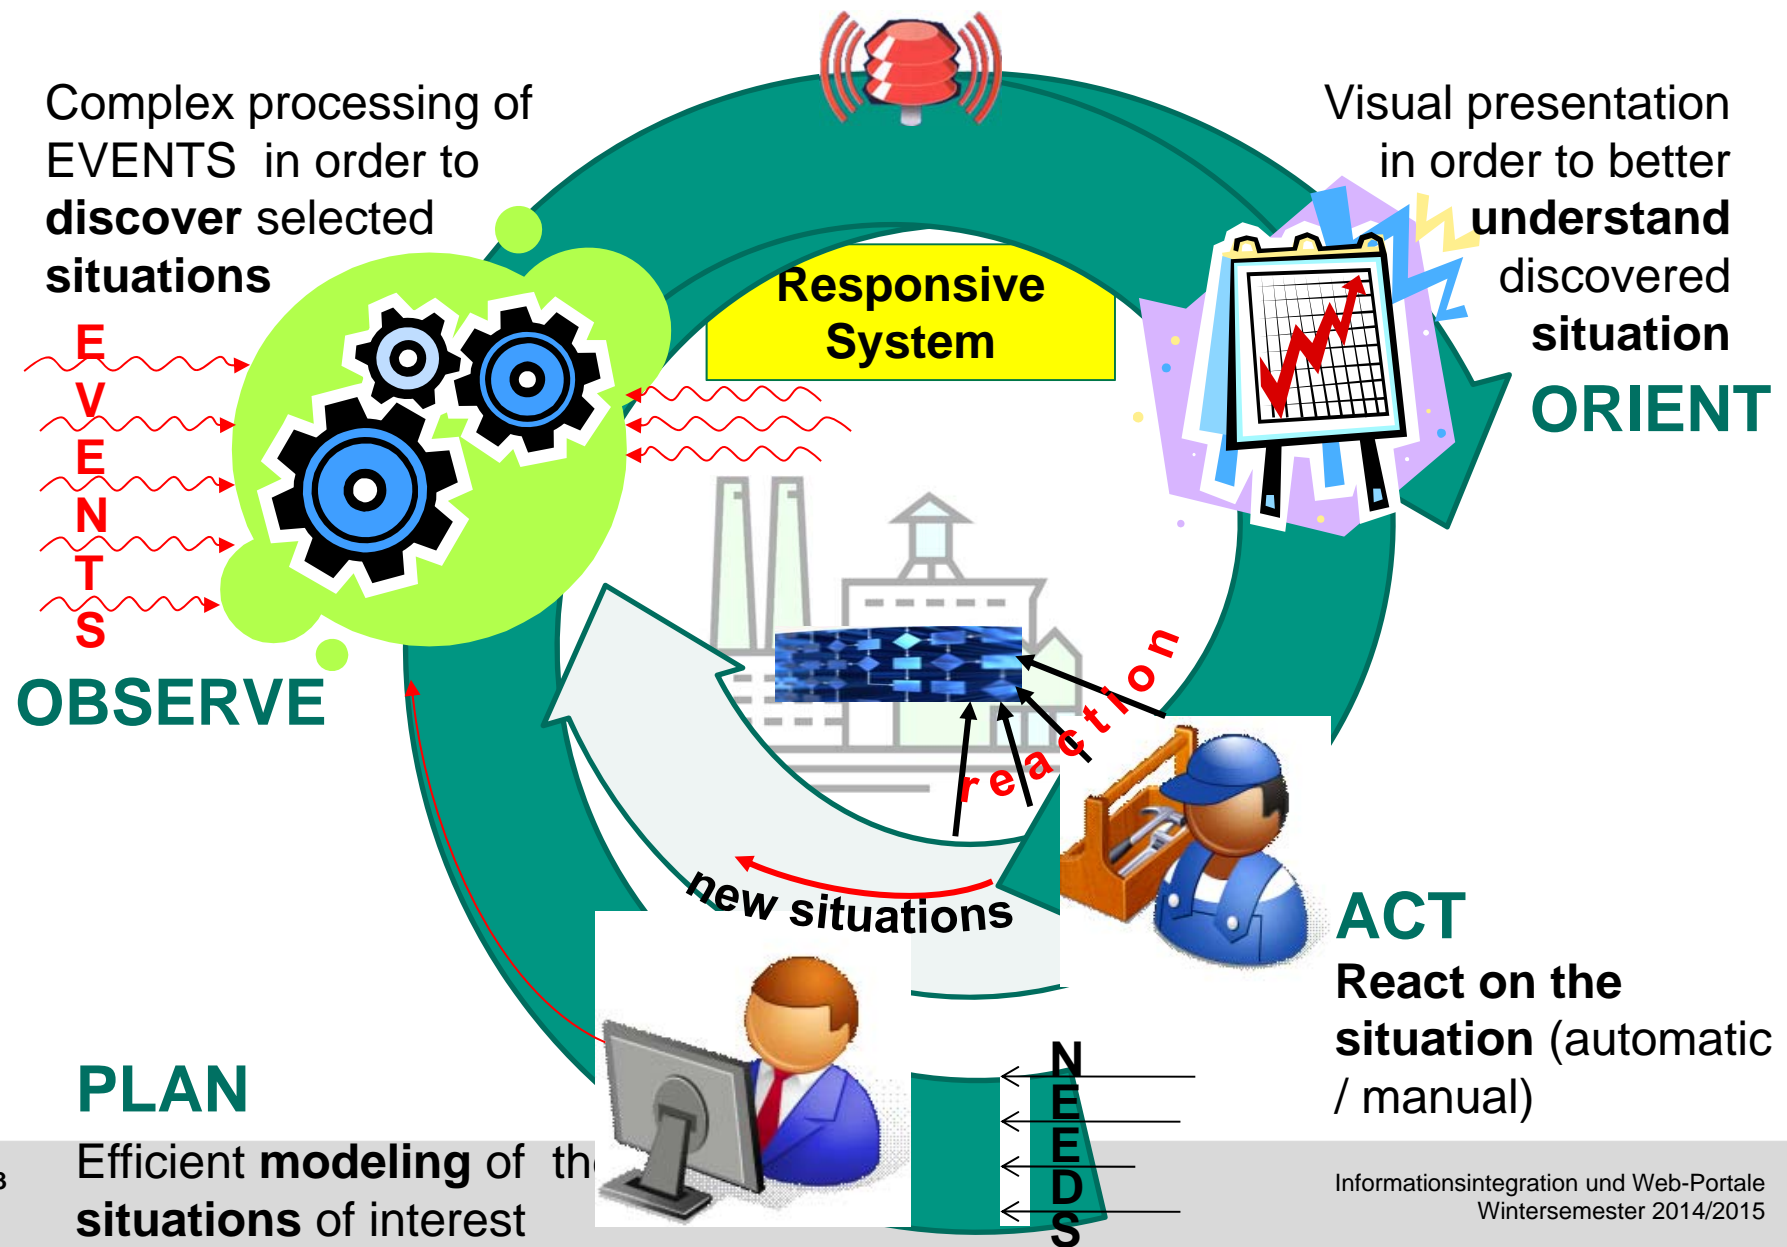 Complex processing of
EVENTS in order to
discover selected
situations
EVENTS
OBSERVE
Responsive
System
Visual presentation
in order to better
understand
discovered
situation
ORIENT
reaction
new situations
ACT
React on the
situation (automatic
/ manual)
NEEDS
PLAN
Efficient modeling of
situations of interest
Informationsintegration und Web-Portale
Wintersemester 2014/2015